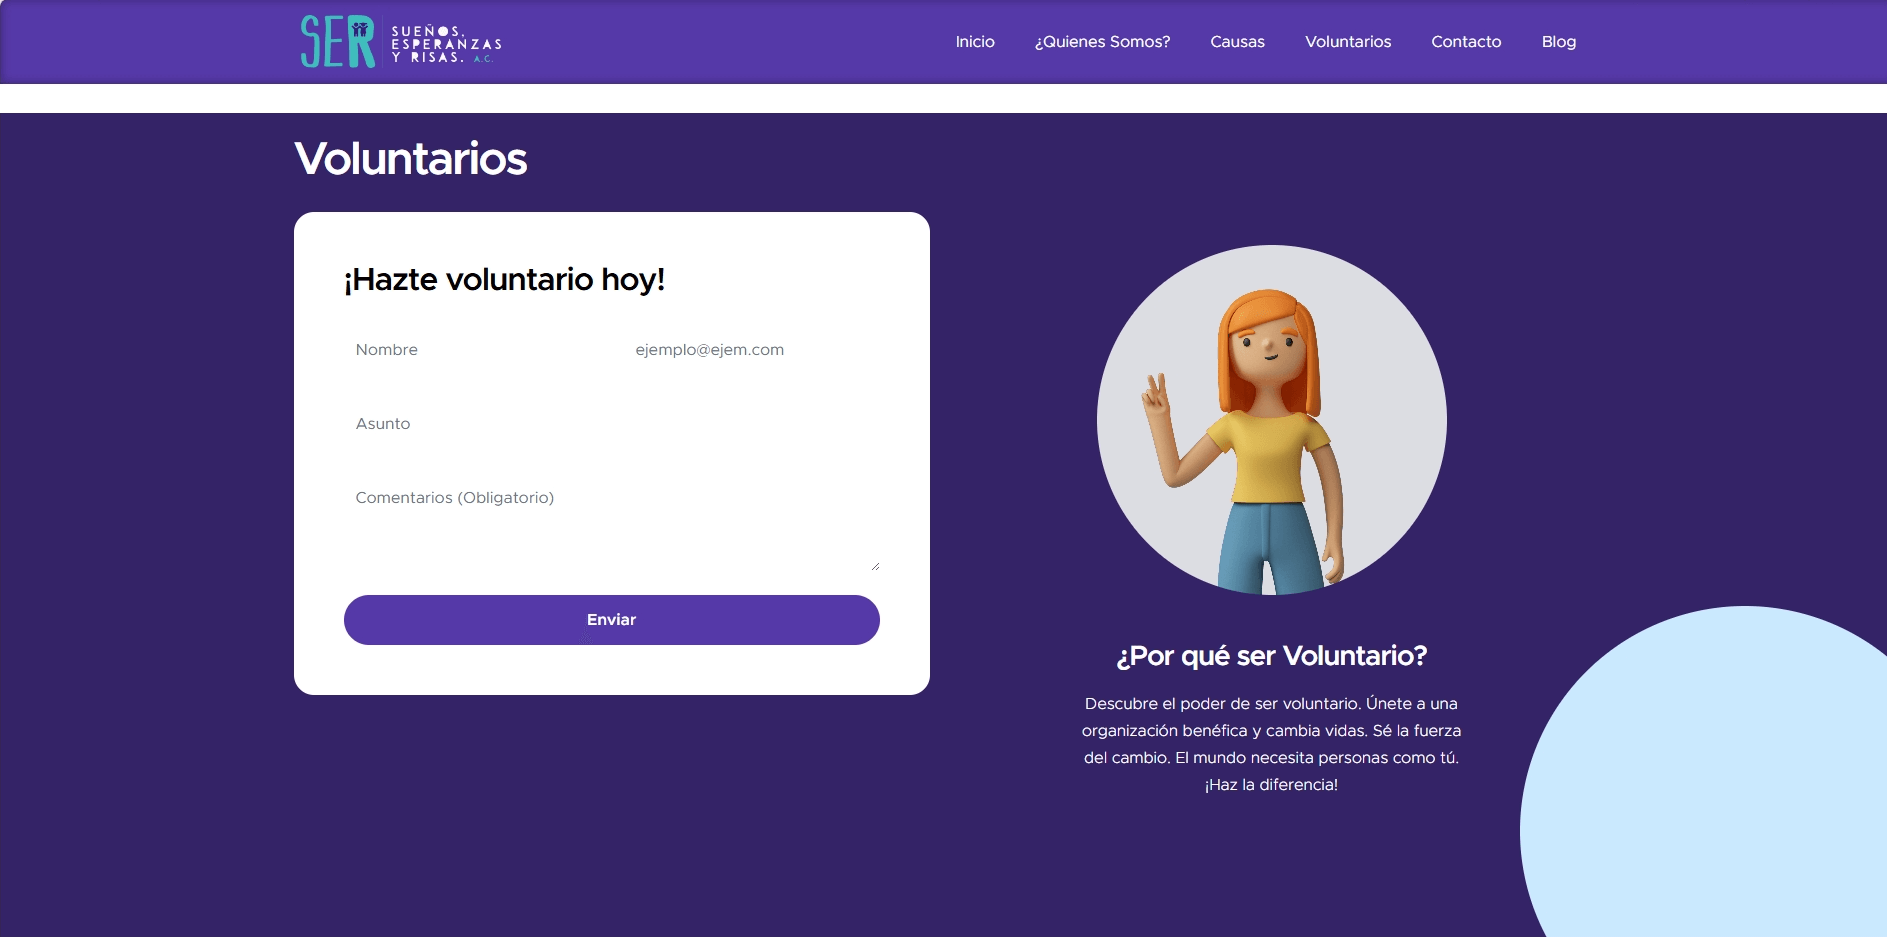 SER
SUEÑOS,
ESPERANZAS
Y RISAS. A.C.
Inicio
¿Quienes Somos?
Causas
Voluntarios
Contacto
Blog
Voluntarios
¡Hazte voluntario hoy!
Nombre
ejemplo@ejem.com
Asunto
Comentarios (Obligatorio)
Enviar
¿Por qué ser Voluntario?
Descubre el poder de ser voluntario. Únete a una
organización benéfica y cambia vidas. Sé la fuerza
del cambio. El mundo necesita personas como tú.
¡Haz la diferencia!